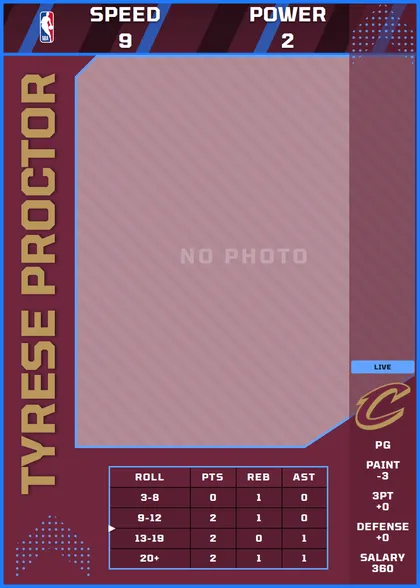 SPEED
9
POWER
2
TYRESE PROCTOR
NO PHOTO
LIVE
C
PG
PAINT
-3
3PT
+0
DEFENSE
+0
SALARY
360
ROLL PTS REB AST
3-8 0 1 0
9-12 2 1 0
13-19 2 0 1
20+ 2 1 1